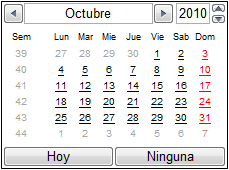 Octubre 2010
Sem Lun Mar Mié Jue Vie Sáb Dom
39 27 28 29 30 1 2 3
40 4 5 6 7 8 9 10
41 11 12 13 14 15 16 17
42 18 19 20 21 22 23 24
43 25 26 27 28 29 30 31
44 1 2 3 4 5 6 7
Hoy Ninguna